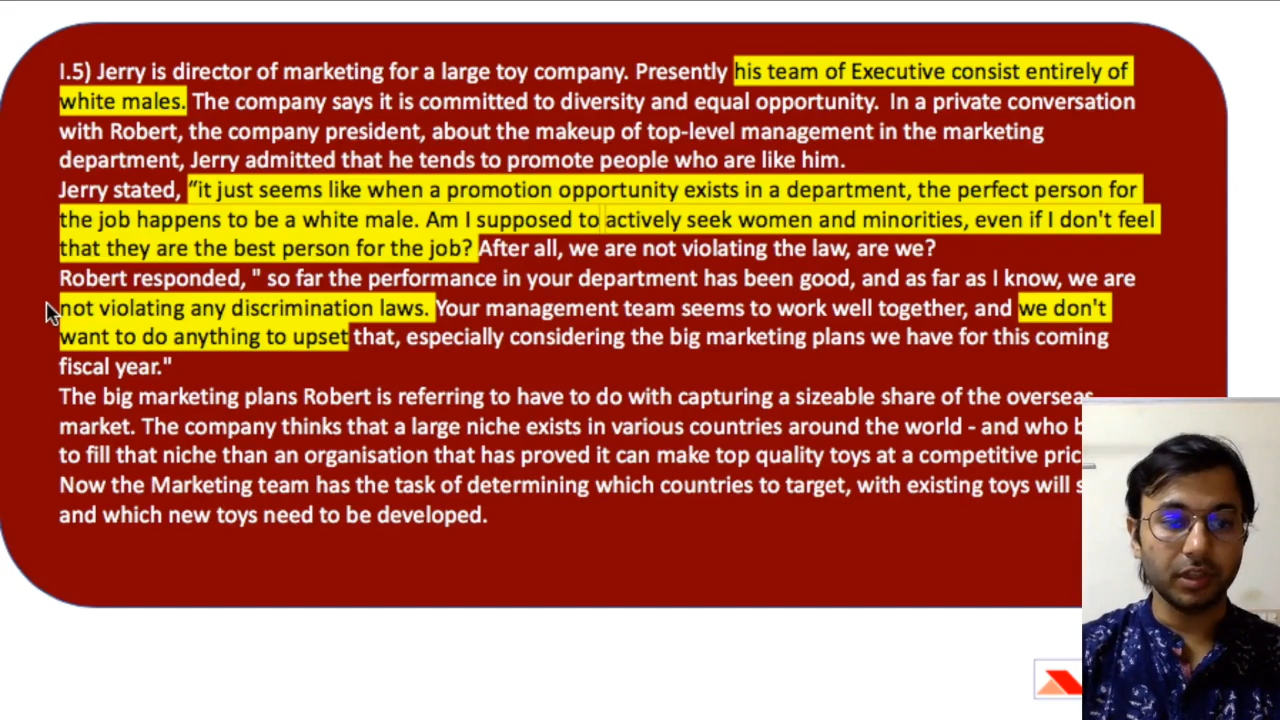 I.5) Jerry is director of marketing for a large toy company. Presently his team of Executive consist entirely of
white males. The company says it is committed to diversity and equal opportunity. In a private conversation
with Robert, the company president, about the makeup of top-level management in the marketing
department, Jerry admitted that he tends to promote people who are like him.
Jerry stated, “it just seems like when a promotion opportunity exists in a department, the perfect person for
the job happens to be a white male. Am I supposed to actively seek women and minorities, even if I don't feel
that they are the best person for the job? After all, we are not violating the law, are we?
Robert responded, " so far the performance in your department has been good, and as far as I know, we are
not violating any discrimination laws. Your management team seems to work well together, and we don't
want to do anything to upset that, especially considering the big marketing plans we have for this coming
fiscal year."
The big marketing plans Robert is referring to have to do with capturing a sizeable share of the overseas
market. The company thinks that a large niche exists in various countries around the world - and who
to fill that niche than an organisation that has proved it can make top quality toys at a competitive
Now the Marketing team has the task of determining which countries to target, with existing toys will
and which new toys need to be developed.